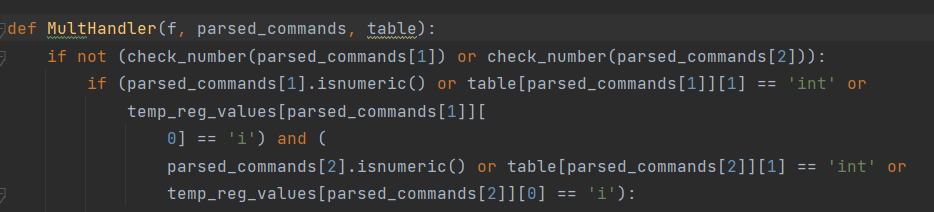 def MultHandler(f, parsed_commands, table):
    if not (check_number(parsed_commands[1]) or check_number(parsed_commands[2])):
        if (parsed_commands[1].isnumeric() or table[parsed_commands[1]][1] == 'int' or
            temp_reg_values[parsed_commands[1]][
                0] == 'i') and (
                parsed_commands[2].isnumeric() or table[parsed_commands[2]][1] == 'int' or
                temp_reg_values[parsed_commands[2]][0] == 'i'):